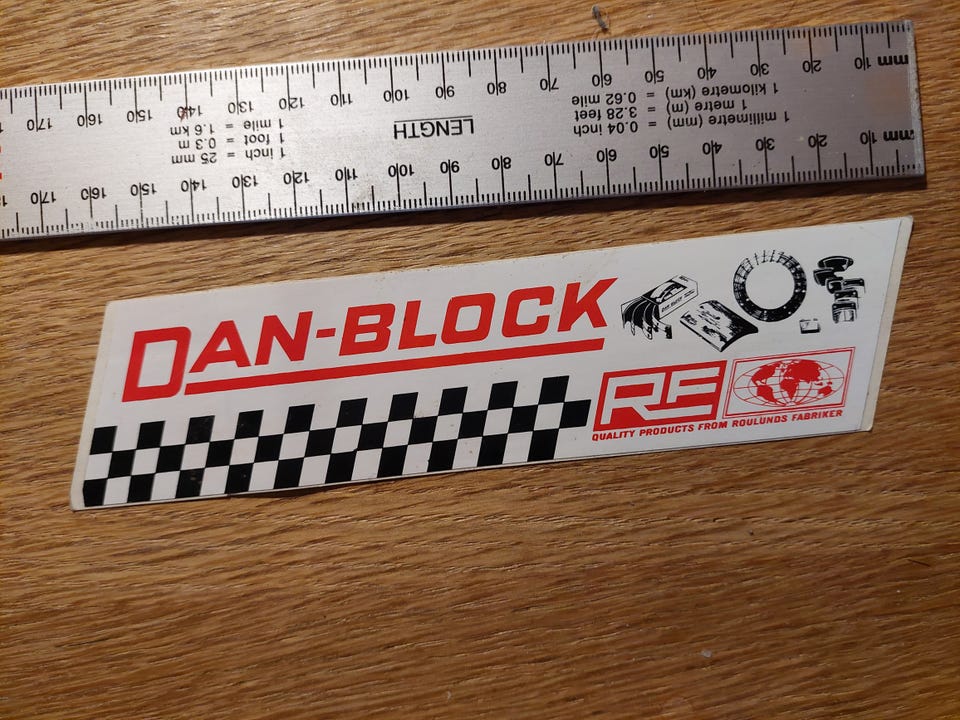 mm 10 20 30 40 50 60 70 80 90 100 110 120 130 140 150 160 170
1 millimetre (mm) = 0.04 inch
1 metre (m) = 3.28 feet
1 kilometre (km) = 0.62 mile
LENGTH
1 inch = 25 mm
1 foot = 0.3 m
1 mile = 1.6 km
mm 10 20 30 40 50 60 70 80 90 100 110 120 130 140 150 160 170
DAN-BLOCK
RF
QUALITY PRODUCTS FROM ROULUNDS FABRIKER